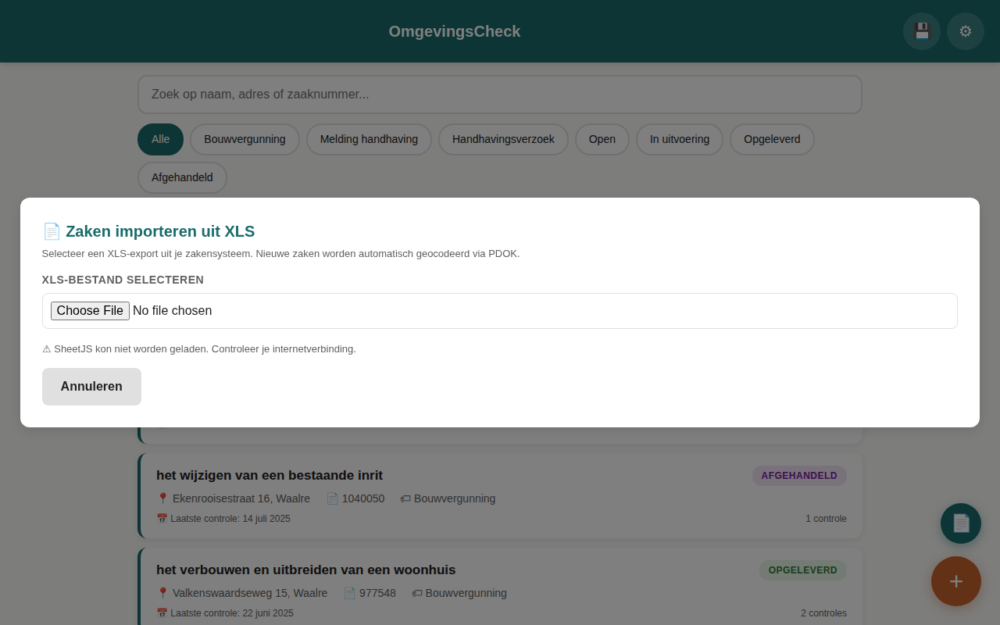 OmgevingsCheck
Zoek op naam, adres of zaaknummer...
Alle
Bouwvergunning
Melding handhaving
Handhavingsverzoek
Open
In uitvoering
Opgeleverd
Afgehandeld
Zaken importeren uit XLS
Selecteer een XLS-export uit je zakensysteem. Nieuwe zaken worden automatisch geocodeerd via PDOK.
XLS-BESTAND SELECTEREN
Choose File No file chosen
⚠ SheetJS kon niet worden geladen. Controleer je internetverbinding.
Annuleren
het wijzigen van een bestaande inrit
AFGEHANDELD
Ekenrooisestraat 16, Waalre
1040050
Bouwvergunning
Laatste controle: 14 juli 2025
1 controle
het verbouwen en uitbreiden van een woonhuis
OPGELEVERD
Valkenswaardseweg 15, Waalre
977548
Bouwvergunning
Laatste controle: 22 juni 2025
2 controles
+